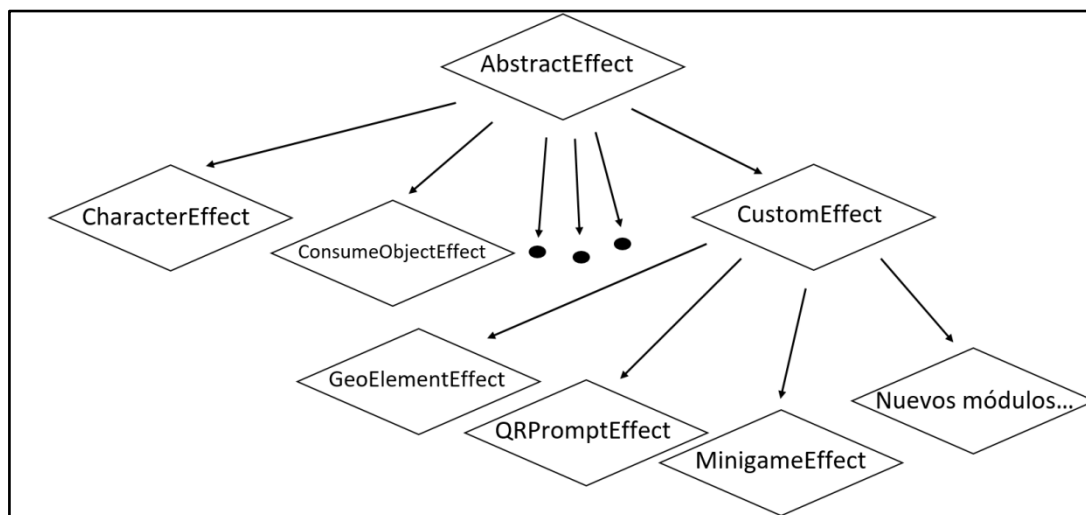 AbstractEffect
CharacterEffect
ConsumeObjectEffect
CustomEffect
GeoElementEffect
QRPromptEffect
MinigameEffect
Nuevos módulos...